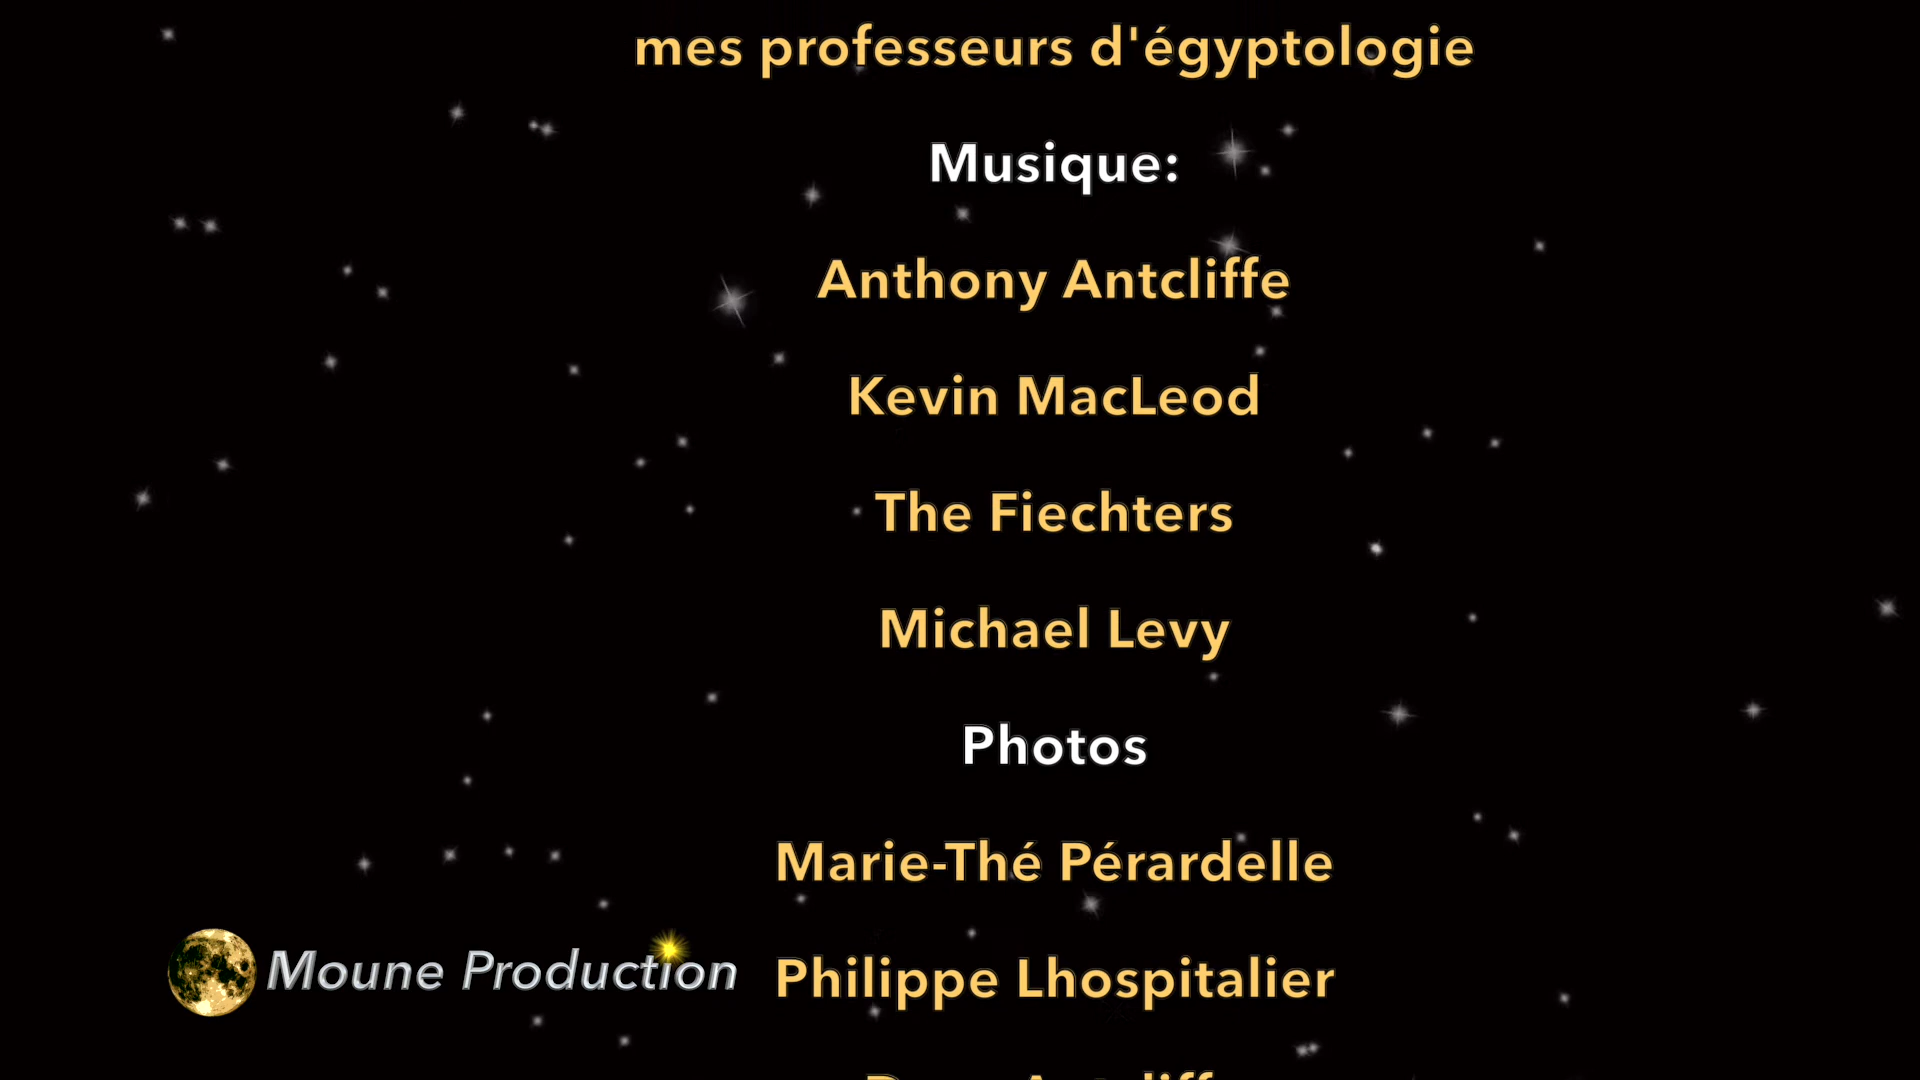 mes professeurs d'égyptologie
Musique:
Anthony Antcliffe
Kevin MacLeod
The Fiechters
Michael Levy
Photos
Marie-Thé Pérardelle
Moune Production
Philippe Lhospitalier